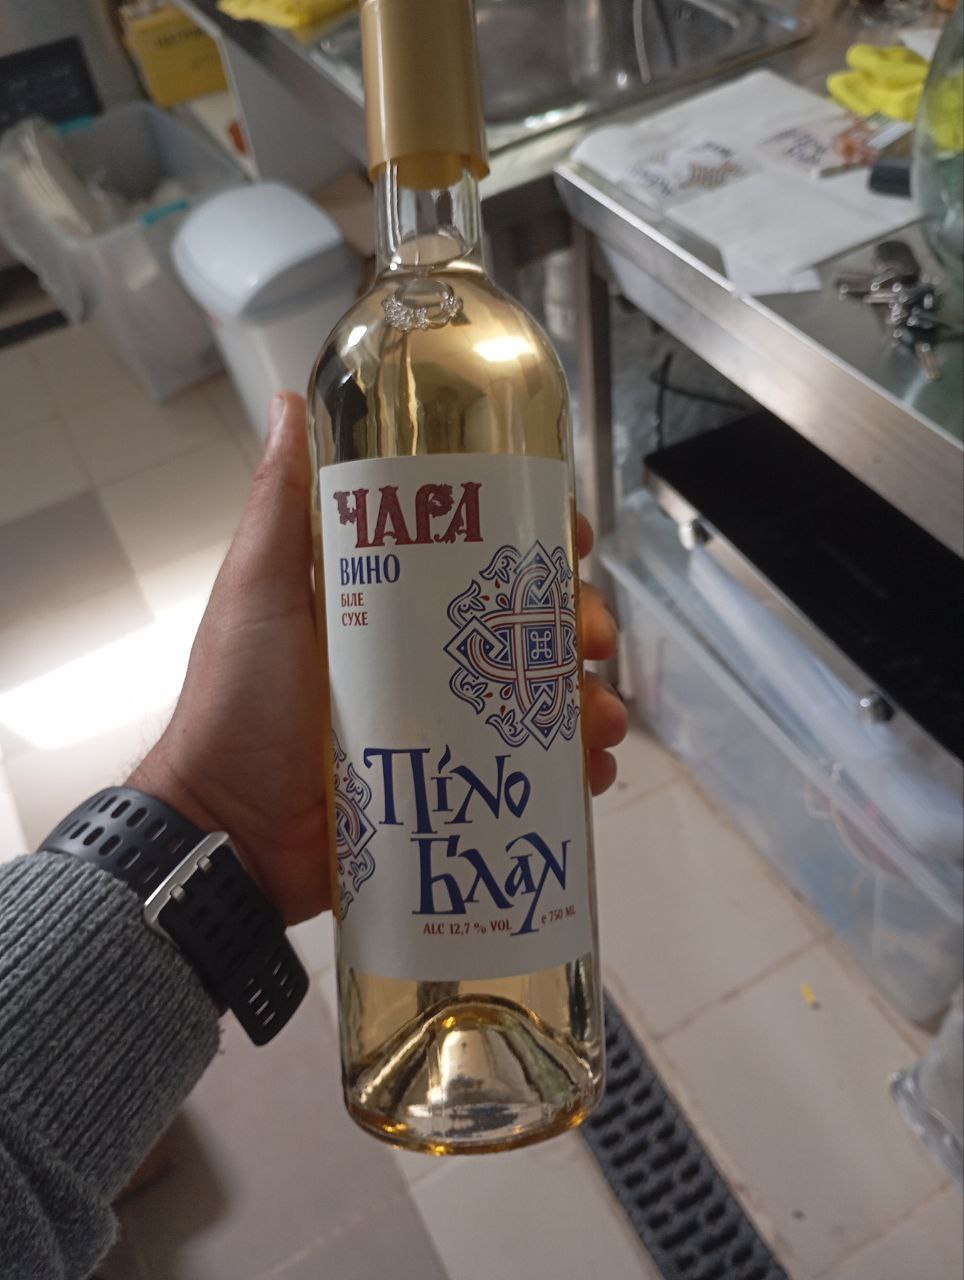 ЧАРА
ВИНО
БІЛЕ
СУХЕ
Піно
Блан
ALC 12,7 % VOL
e 750 ML